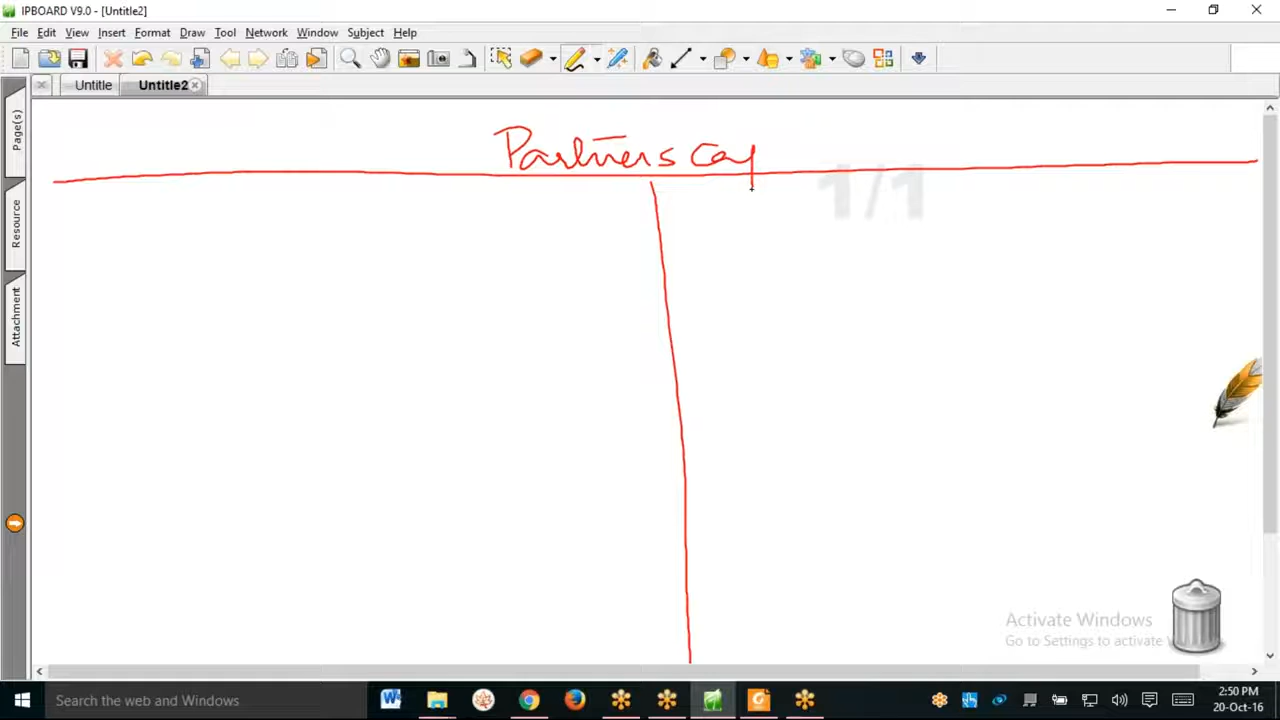 IPBOARD V9.0 - [Untitle2]
File Edit View Insert Format Draw Tool Network Window Subject Help
Untitle Untitle2
Page(s)
Resource
Attachment
Partners Cap
1/1
Activate Windows
Go to Settings to activate W
Search the web and Windows
2:50 PM
20-Oct-16